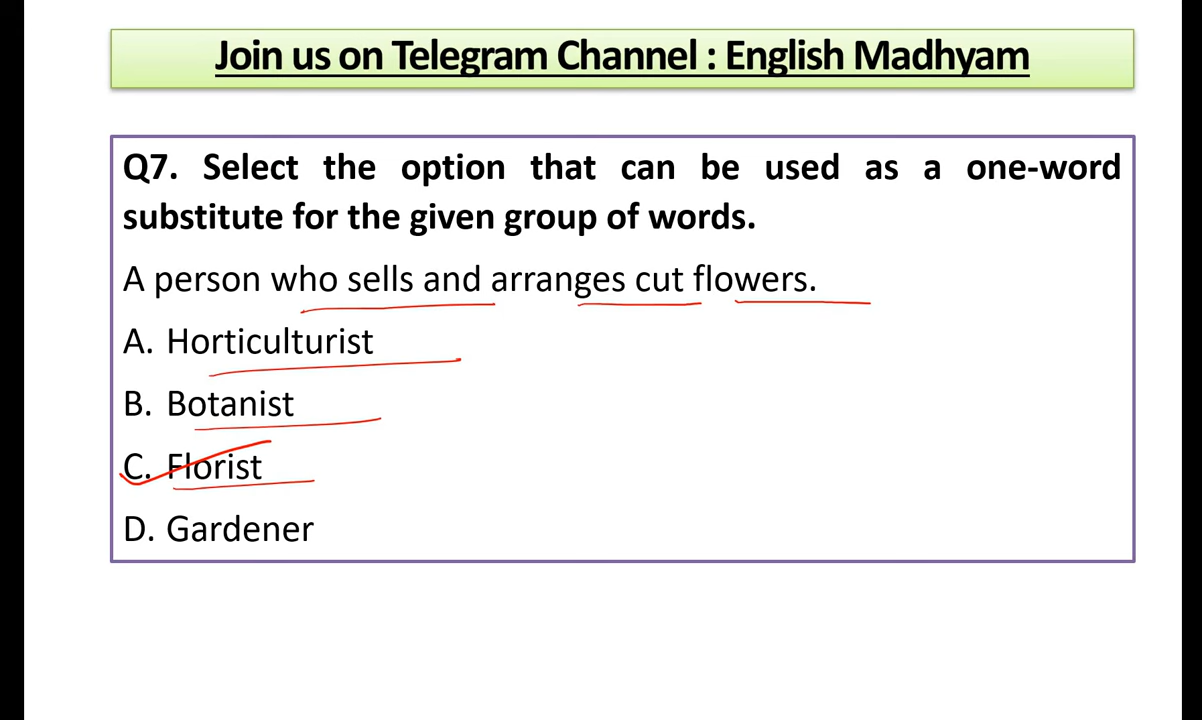 Join us on Telegram Channel : English Madhyam
Q7. Select the option that can be used as a one-word
substitute for the given group of words.
A person who sells and arranges cut flowers.
A. Horticulturist
B. Botanist
C. Florist
D. Gardener